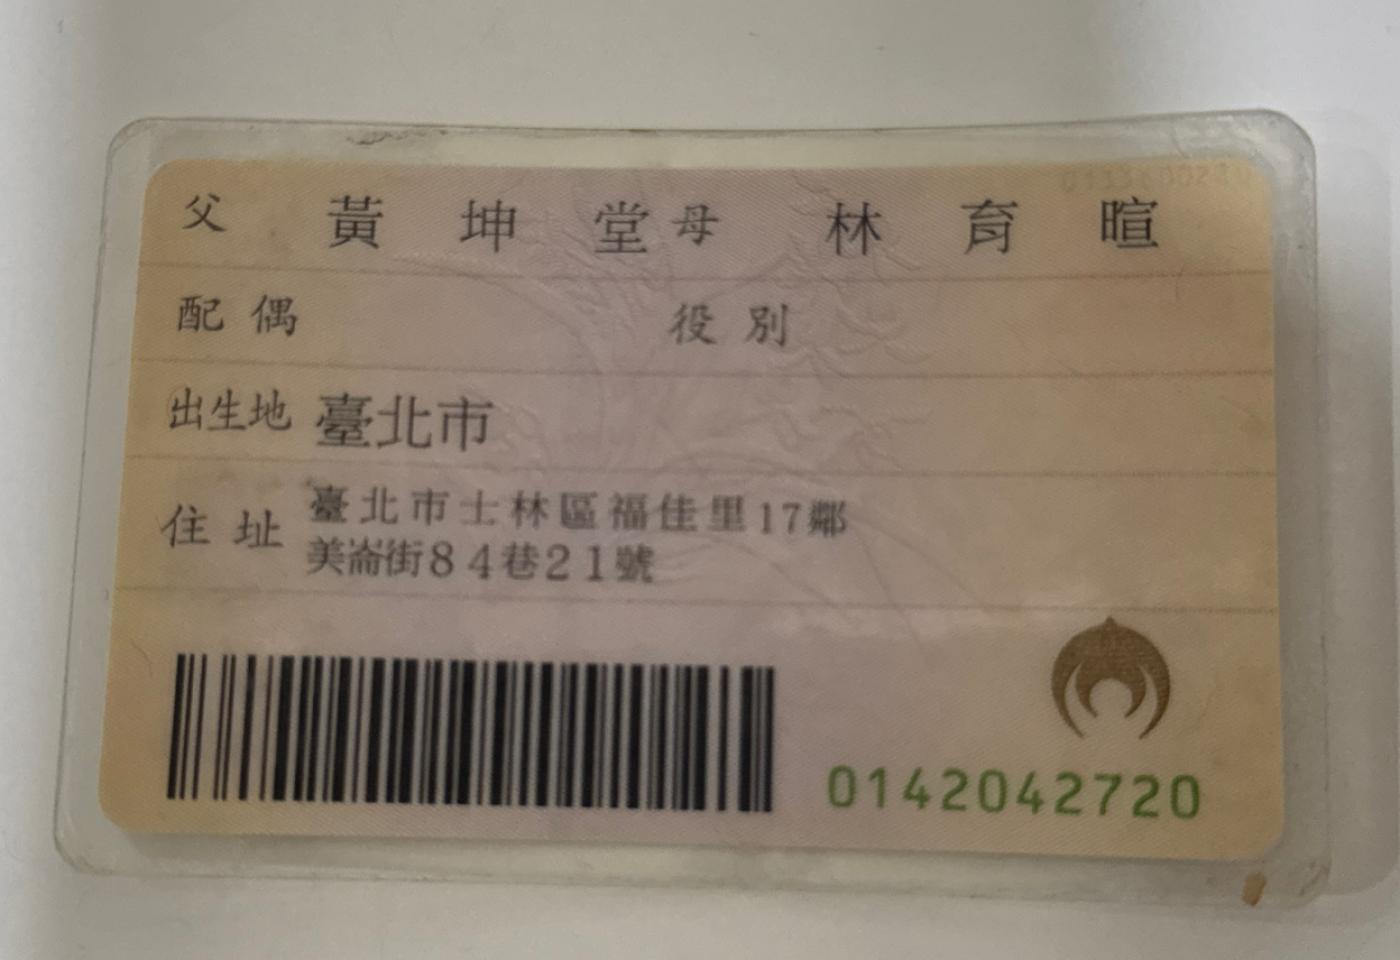 父 黃坤堂 母 林育暄
配偶 役別
出生地 臺北市
住址 臺北市士林區福佳里17鄰
美崙街84巷21號
0142042720